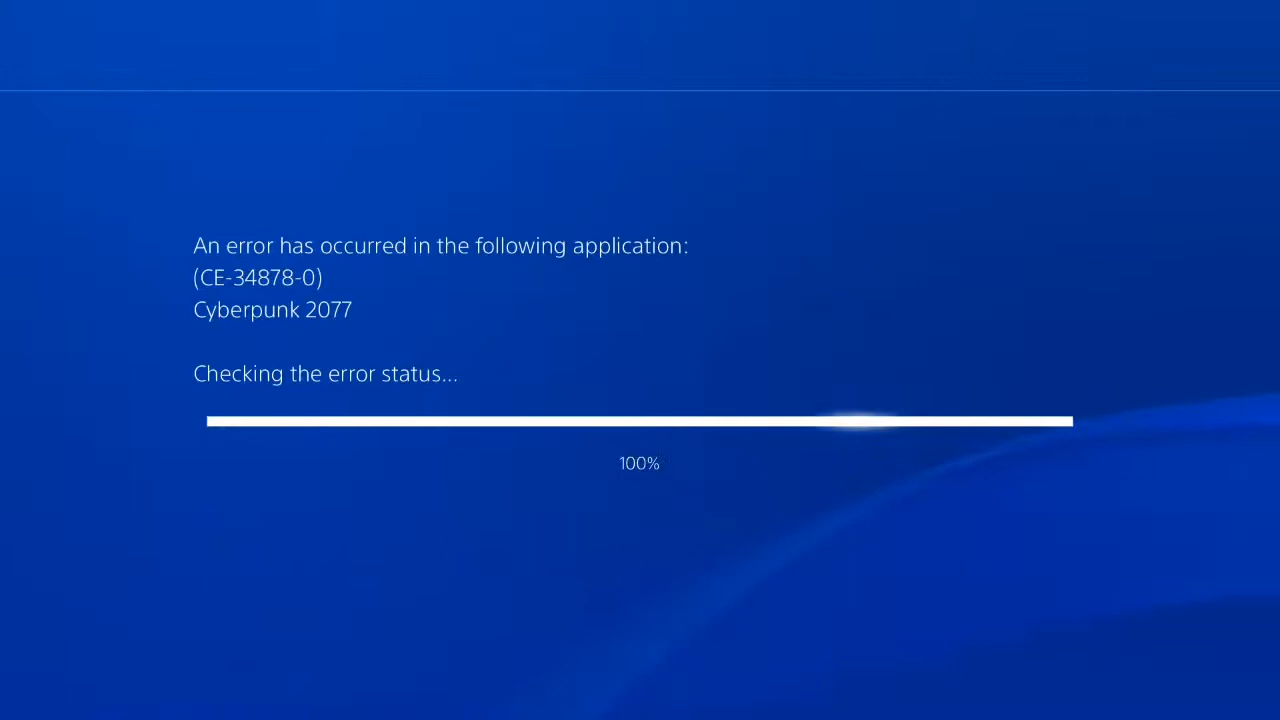 An error has occurred in the following application:
(CE-34878-0)
Cyberpunk 2077
Checking the error status...
100%